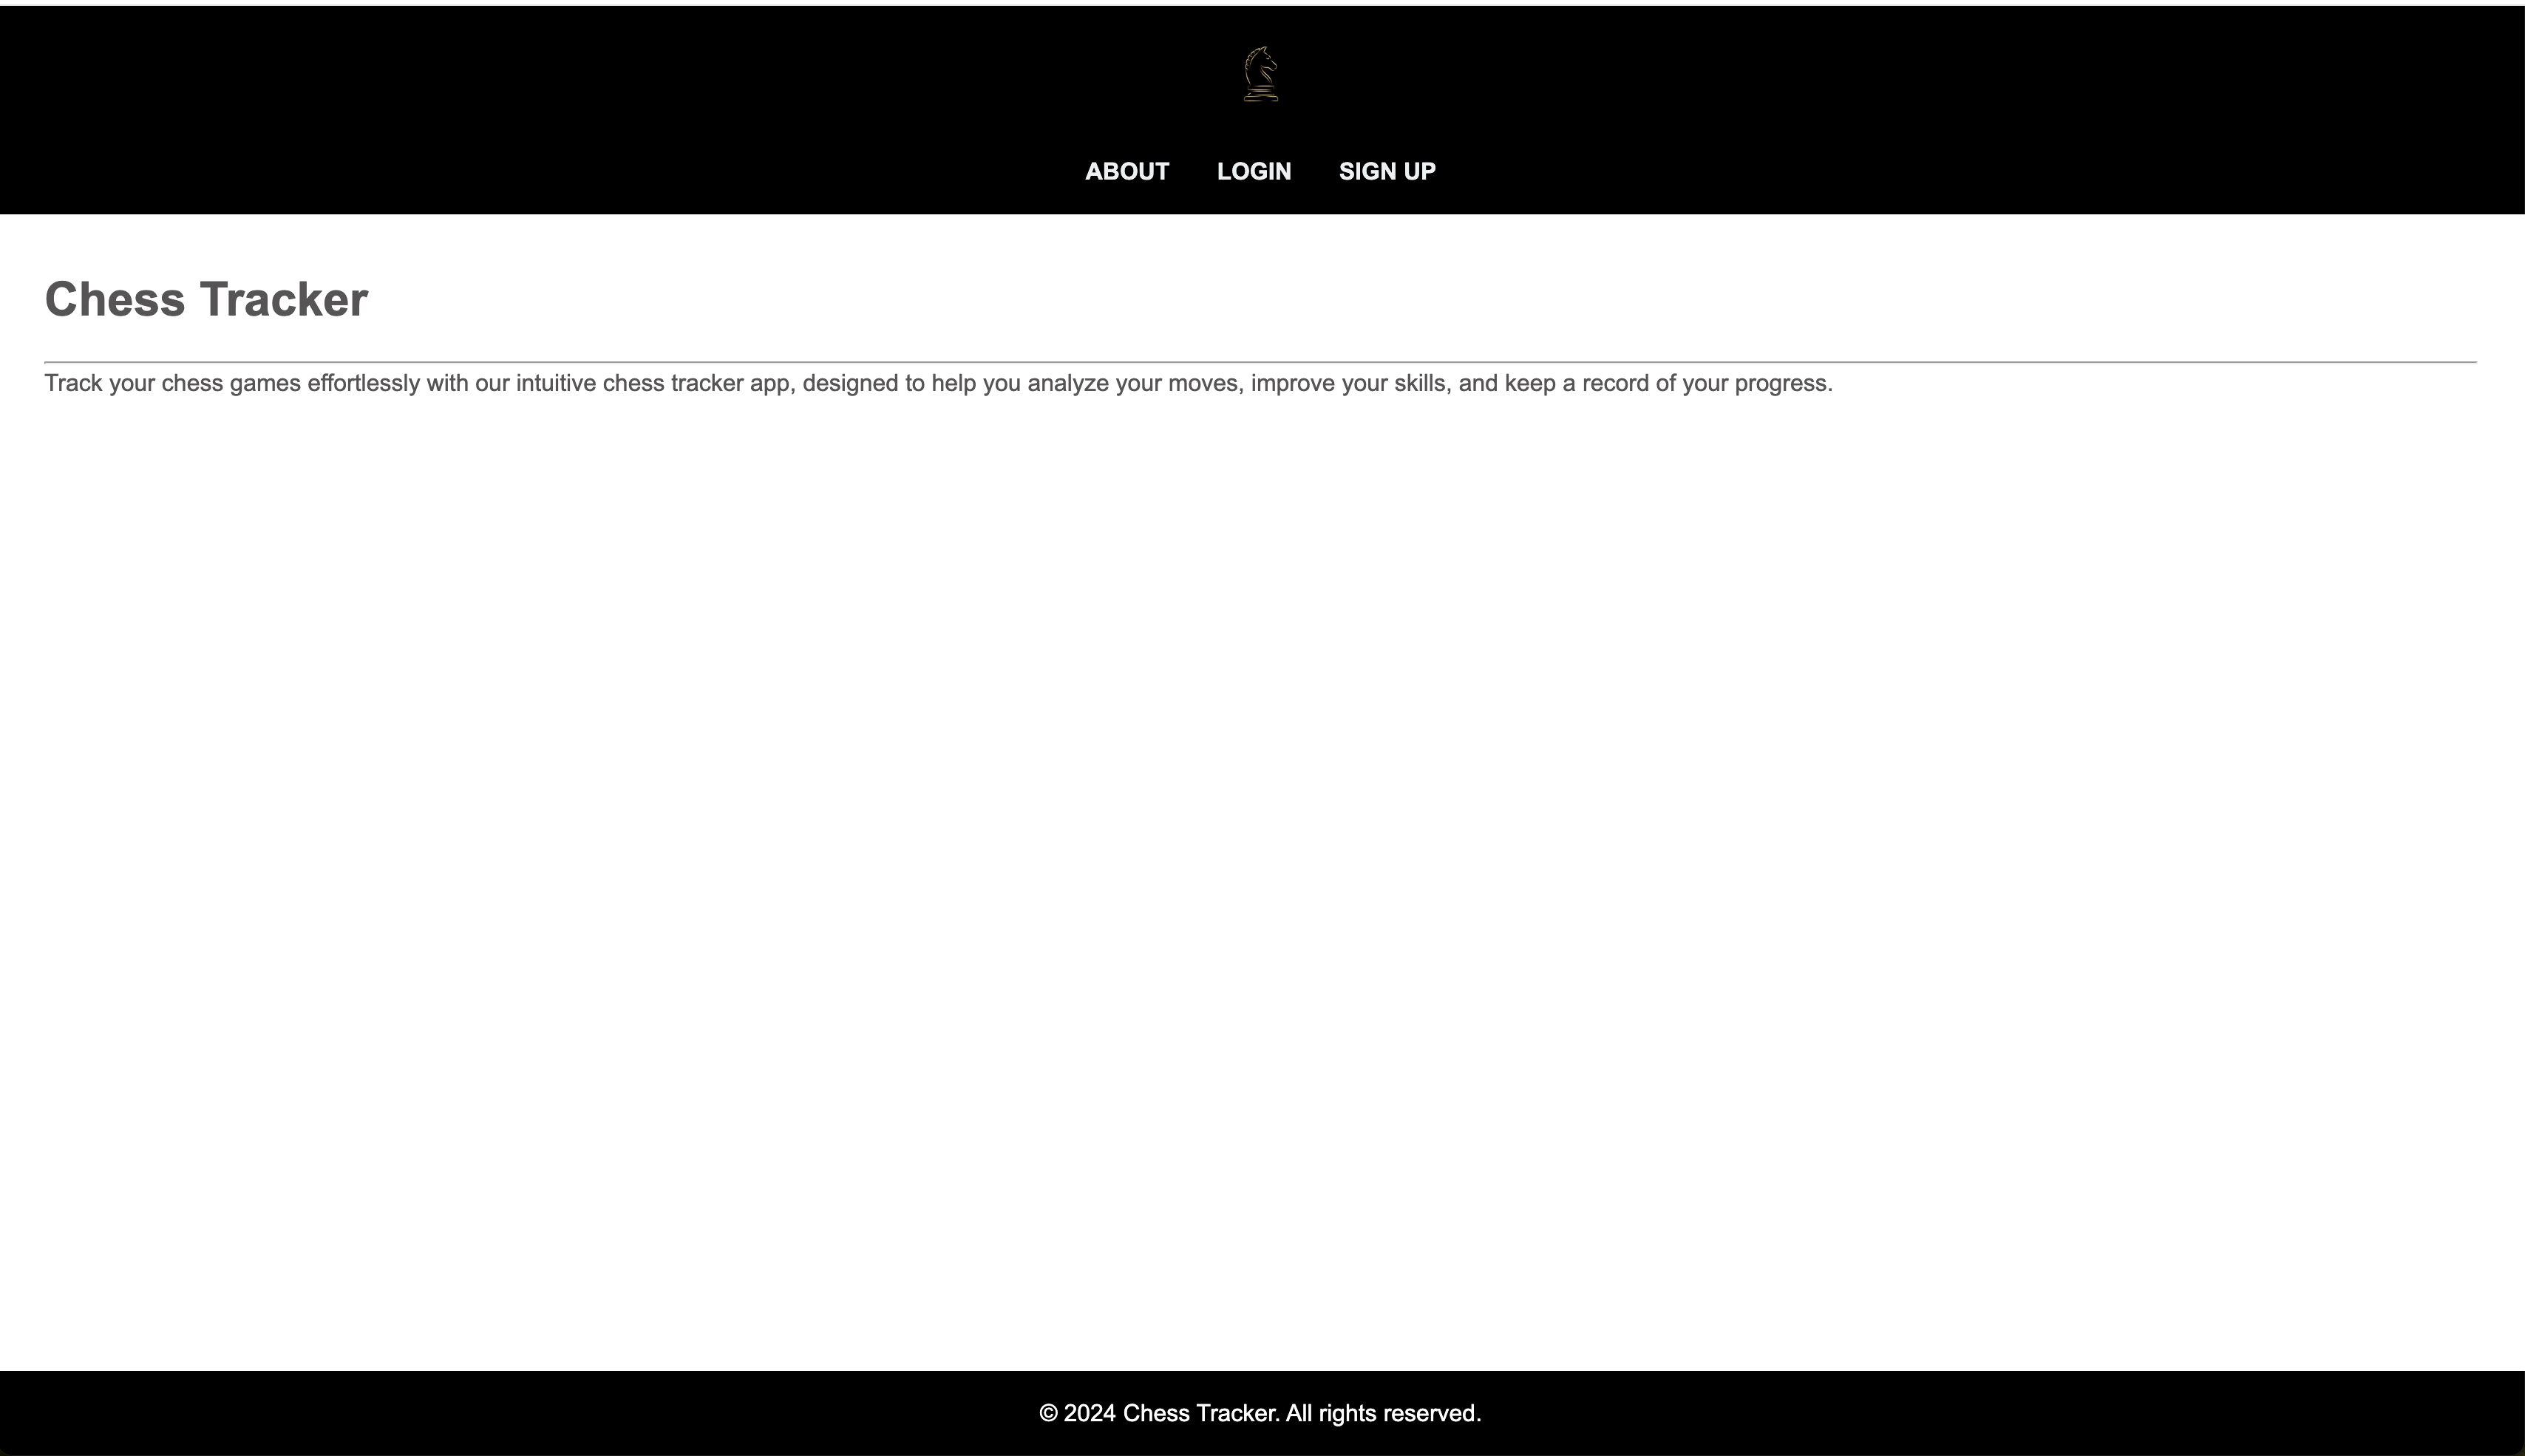 ABOUT LOGIN SIGN UP
Chess Tracker
Track your chess games effortlessly with our intuitive chess tracker app, designed to help you analyze your moves, improve your skills, and keep a record of your progress.
© 2024 Chess Tracker. All rights reserved.